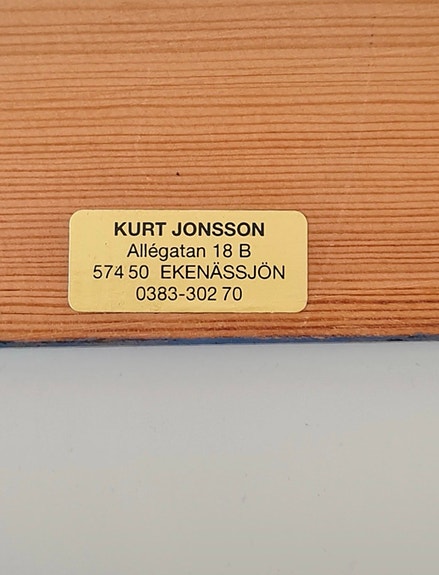 KURT JONSSON
Allégatan 18 B
574 50 EKENÄSSJÖN
0383-302 70